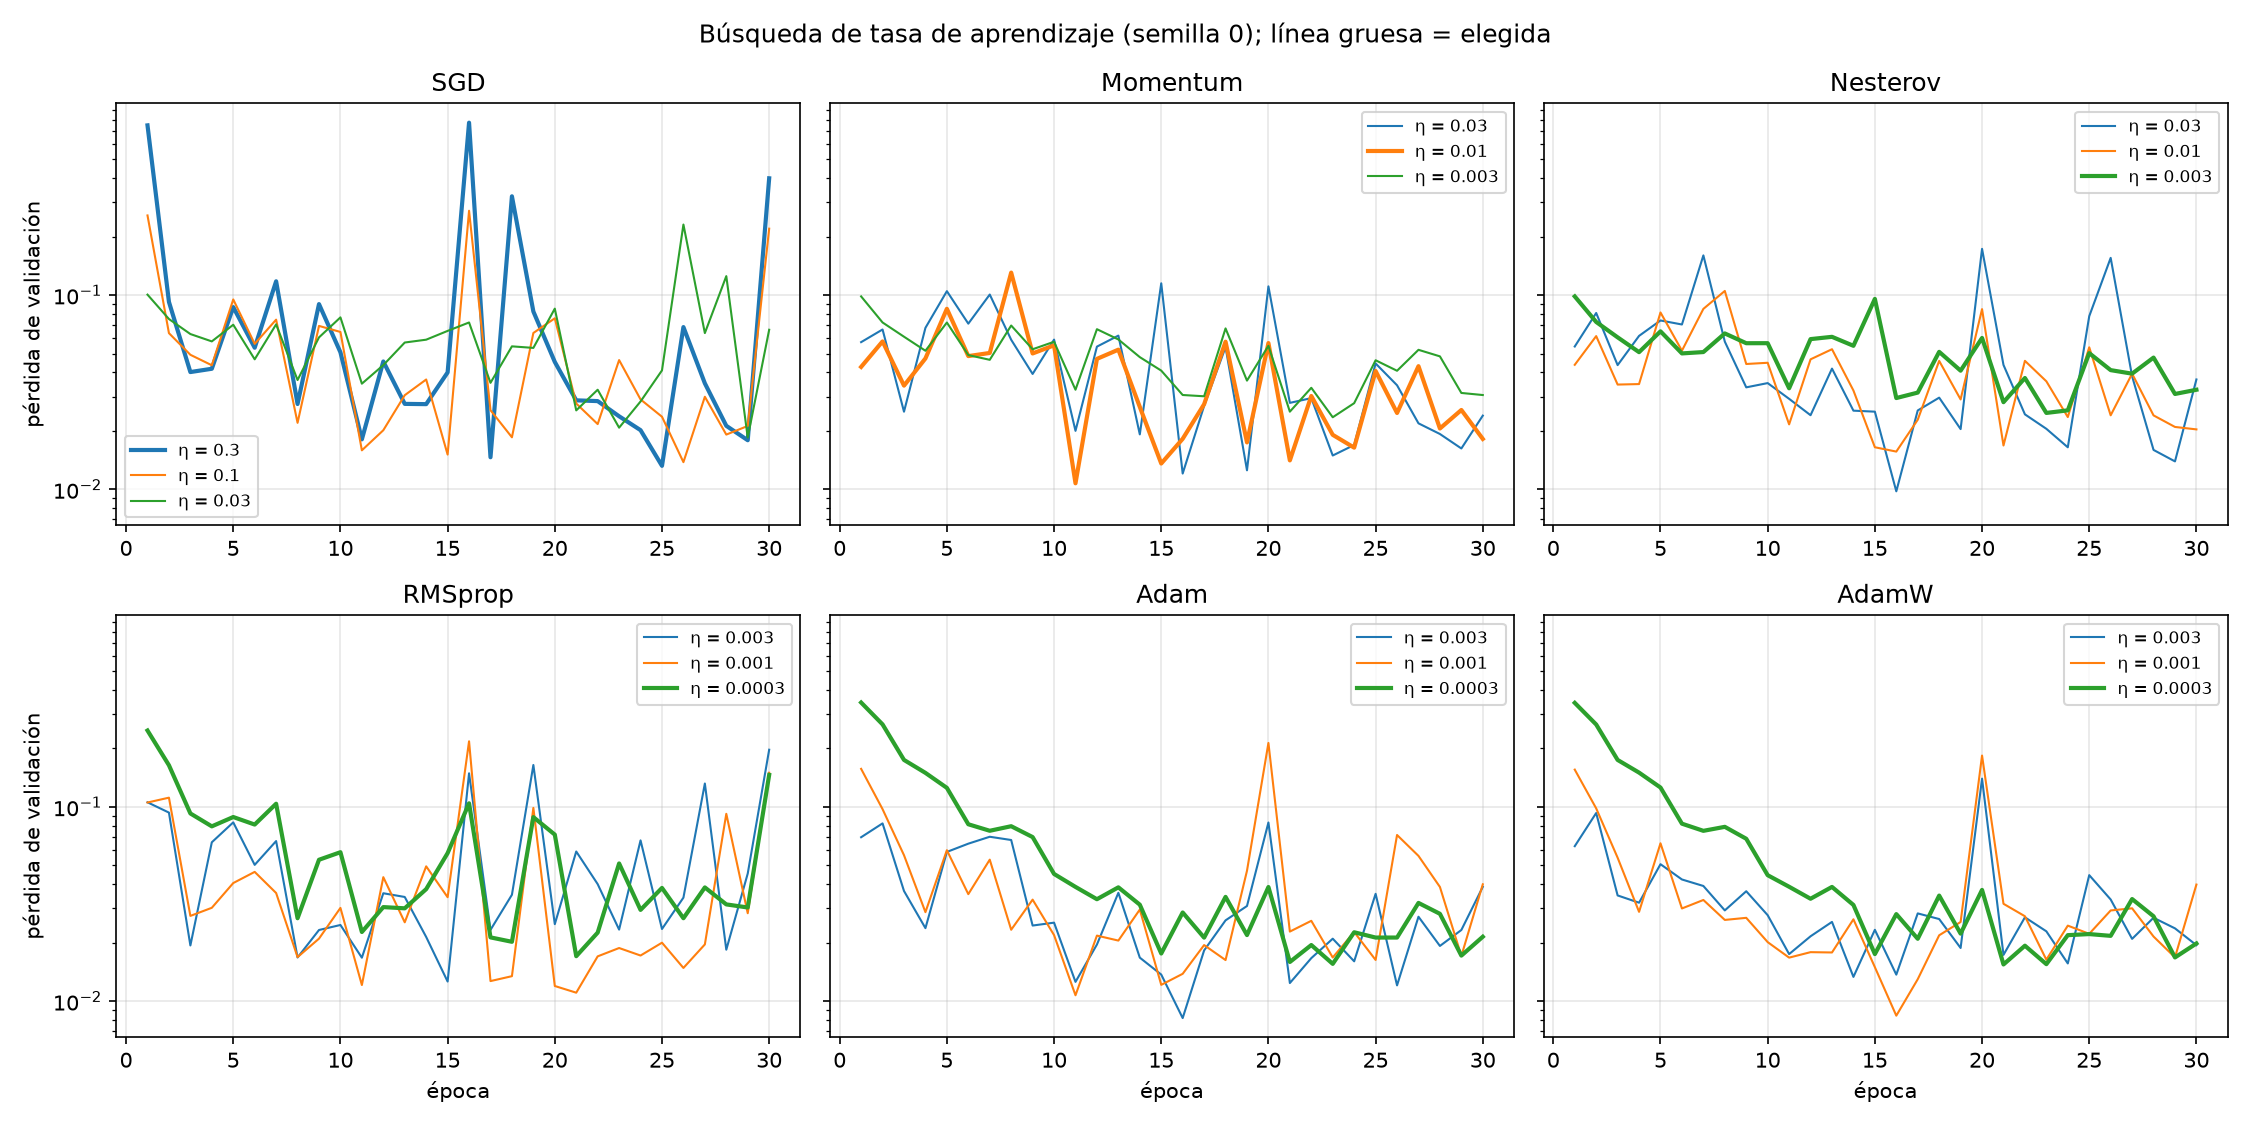 Búsqueda de tasa de aprendizaje (semilla 0); línea gruesa = elegida
SGD
pérdida de validación
10⁻¹
10⁻²
η = 0.3
η = 0.1
η = 0.03
0 5 10 15 20 25 30
Momentum
η = 0.03
η = 0.01
η = 0.003
0 5 10 15 20 25 30
Nesterov
η = 0.03
η = 0.01
η = 0.003
0 5 10 15 20 25 30
RMSprop
pérdida de validación
10⁻¹
10⁻²
η = 0.003
η = 0.001
η = 0.0003
0 5 10 15 20 25 30
época
Adam
η = 0.003
η = 0.001
η = 0.0003
0 5 10 15 20 25 30
época
AdamW
η = 0.003
η = 0.001
η = 0.0003
0 5 10 15 20 25 30
época